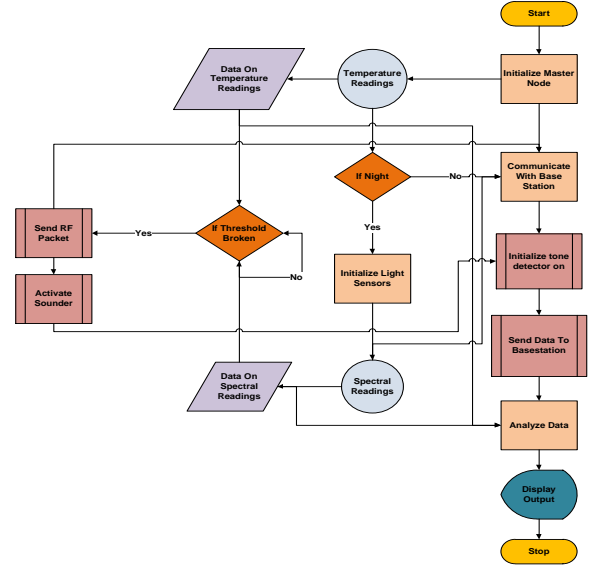 Start
Data On
Temperature
Readings
Temperature
Readings
Initialize Master
Node
If Night
No
Communicate
With Base
Station
Send RF
Packet
Yes
If Threshold
Broken
Yes
No
Initialize Light
Sensors
Initialize tone
detector on
Activate
Sounder
Send Data To
Basestation
Data On
Spectral
Readings
Spectral
Readings
Analyze Data
Display
Output
Stop